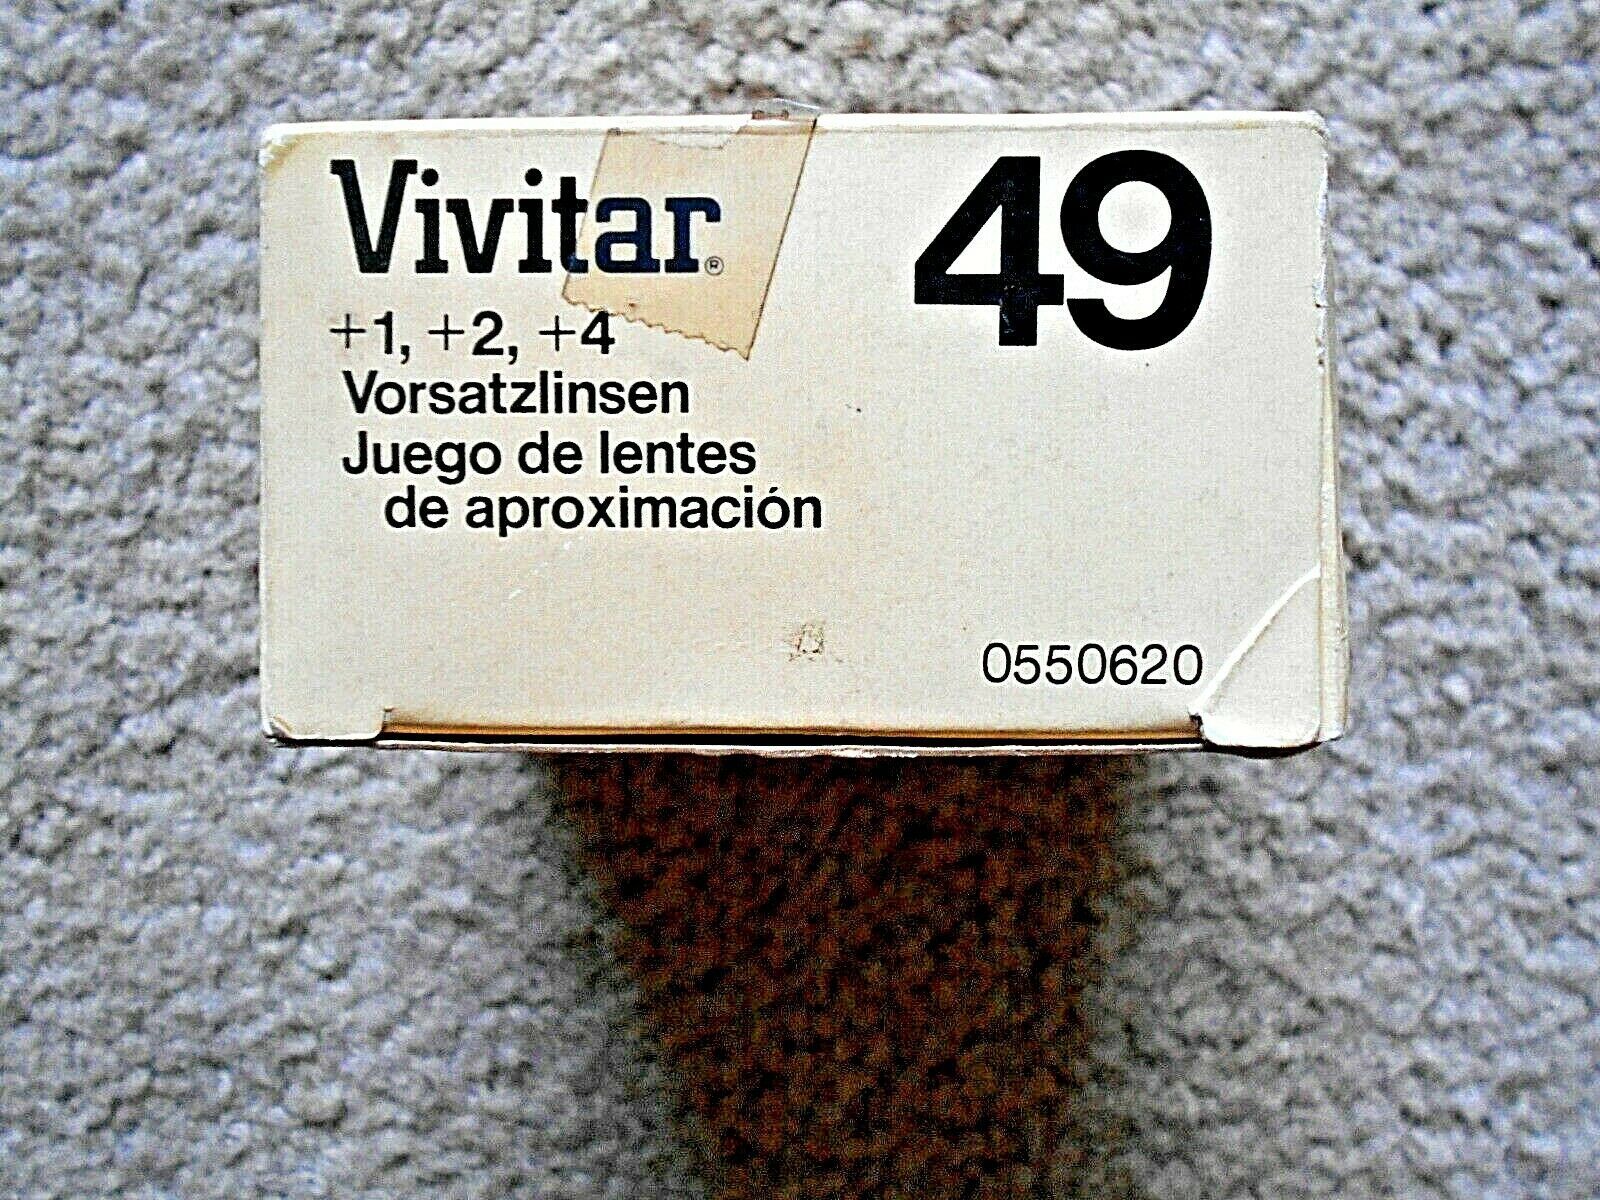 Vivitar®
49
+1, +2, +4
Vorsatzlinsen
Juego de lentes
de aproximación
0550620